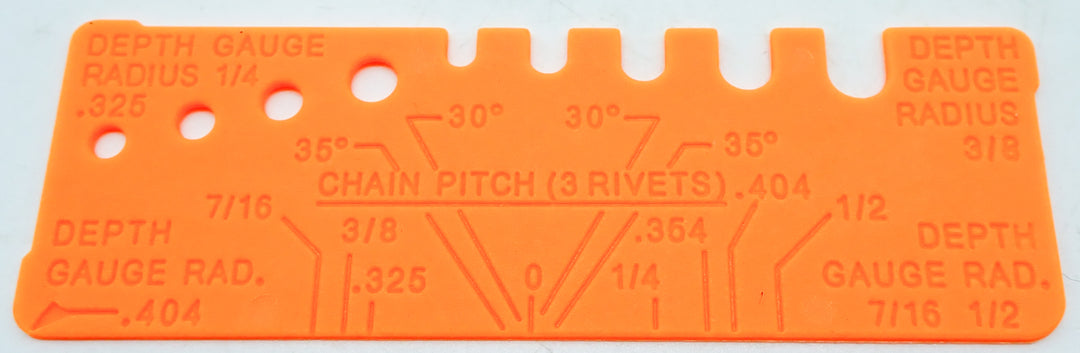 DEPTH GAUGE
RADIUS 1/4
.325
DEPTH
GAUGE
RADIUS
3/8
30°
30°
35°
35°
CHAIN PITCH (3 RIVETS)
.404
7/16
1/2
3/8
.354
.325
0
1/4
DEPTH
GAUGE RAD.
.404
DEPTH
GAUGE RAD.
7/16 1/2